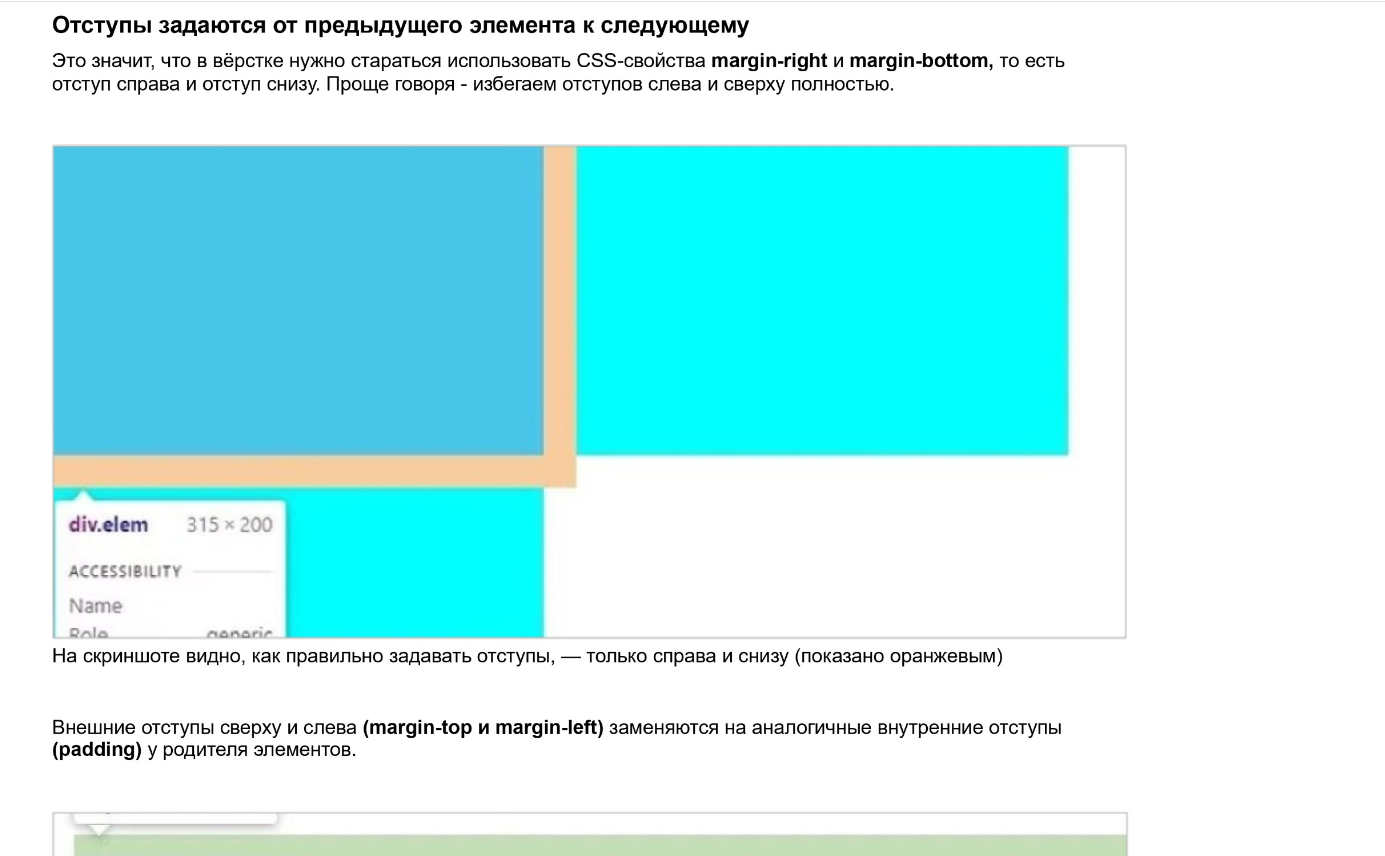 Отступы задаются от предыдущего элемента к следующему
Это значит, что в вёрстке нужно стараться использовать CSS-свойства margin-right и margin-bottom, то есть
отступ справа и отступ снизу. Проще говоря - избегаем отступов слева и сверху полностью.
div.elem 315 × 200
ACCESSIBILITY
Name
Role generic
На скриншоте видно, как правильно задавать отступы, — только справа и снизу (показано оранжевым)
Внешние отступы сверху и слева (margin-top и margin-left) заменяются на аналогичные внутренние отступы
(padding) у родителя элементов.